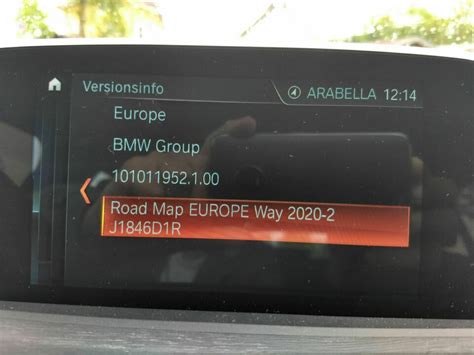 Versionsinfo
ARABELLA 12:14
Europe
BMW Group
101011952.1.00
Road Map EUROPE Way 2020-2
J1846D1R